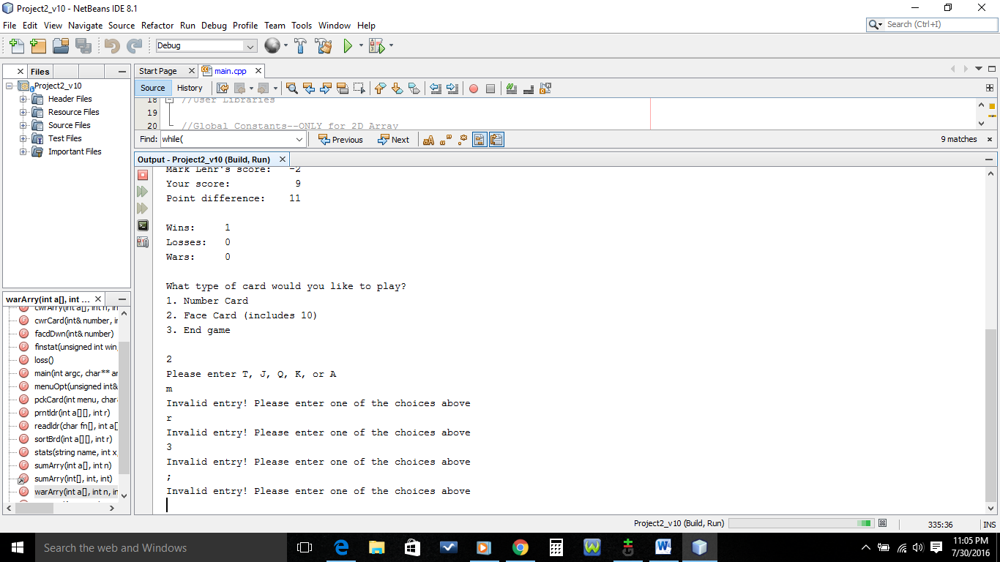 Project2_v10 - NetBeans IDE 8.1
File Edit View Navigate Source Refactor Run Debug Profile Team Tools Window Help
Search (Ctrl+I)
Debug
Files
Project2_v10
Header Files
Resource Files
Source Files
Test Files
Important Files
Start Page
main.cpp
Source History
18 //User Libraries
19
20 //Global Constants--ONLY for 2D Array
Find: while( Previous Next 9 matches
Output - Project2_v10 (Build, Run)
Mark Lehr's score: -2
Your score: 9
Point difference: 11
Wins: 1
Losses: 0
Wars: 0
What type of card would you like to play?
1. Number Card
2. Face Card (includes 10)
3. End game
2
Please enter T, J, Q, K, or A
m
Invalid entry! Please enter one of the choices above
r
Invalid entry! Please enter one of the choices above
3
Invalid entry! Please enter one of the choices above
;
Invalid entry! Please enter one of the choices above
warArry(int a[], int ...
cwrArry(int a[], int n, in
cwrCard(int& number, ir
facdDwn(int& number)
finstat(unsigned int win,
loss()
main(int argc, char** ar
menuOpt(unsigned int&
pckCard(int menu, char
prntldr(int a[][], int r)
readldr(char fn[], int a[
sortBrd(int a[][], int r)
stats(string name, int x,
sumArry(int a[], int n)
sumArry(int[], int, int)
warArry(int a[], int n, in
Project2_v10 (Build, Run)
335:36
INS
Search the web and Windows
11:05 PM
7/30/2016